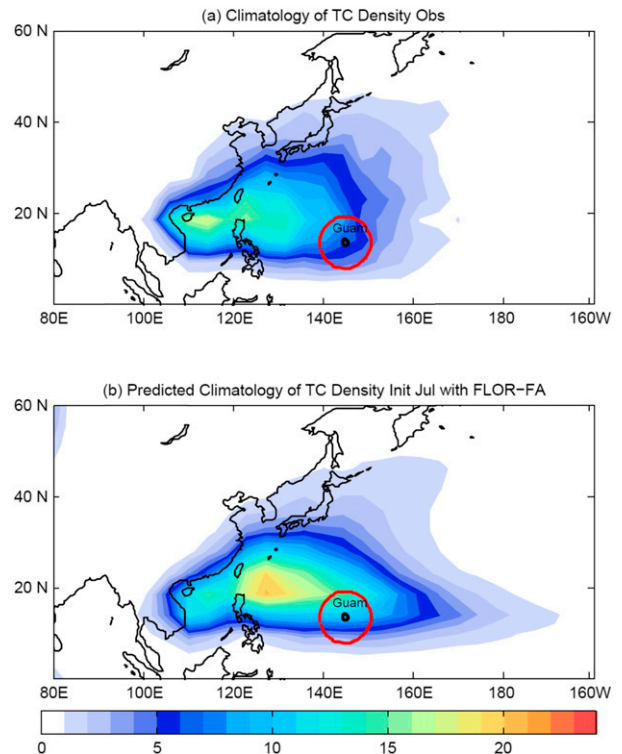 (a) Climatology of TC Density Obs
60 N
40 N
20 N
Guam
80E 100E 120E 140E 160E 180 160W
(b) Predicted Climatology of TC Density Init Jul with FLOR−FA
60 N
40 N
20 N
Guam
80E 100E 120E 140E 160E 180 160W
0 5 10 15 20